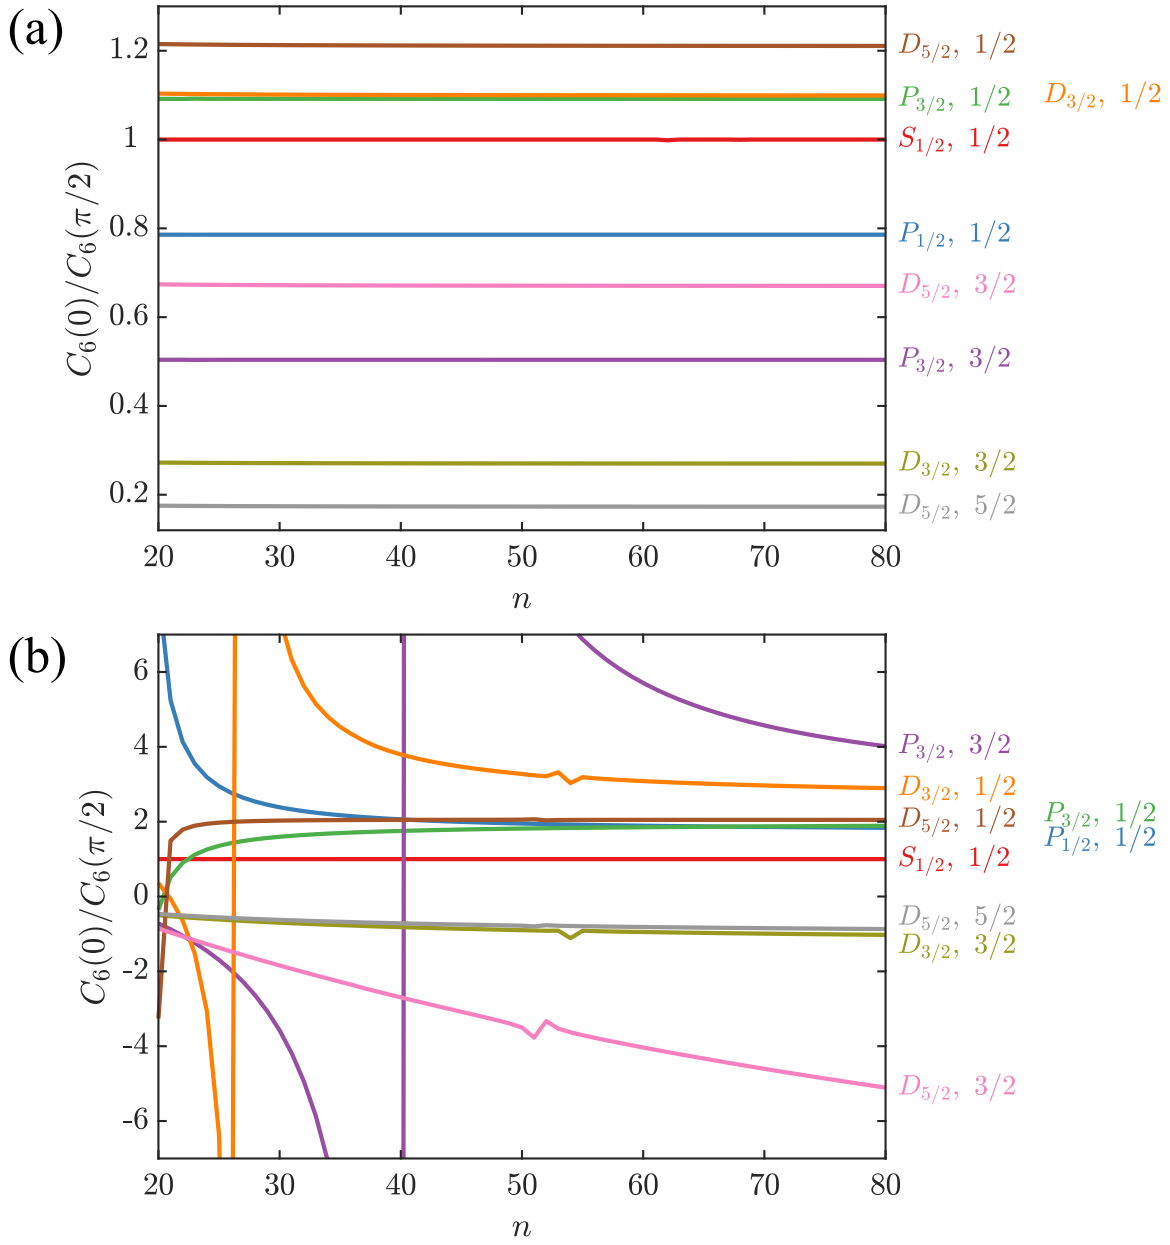 (a)
1.2
1
0.8
0.6
0.4
0.2
C₆(0)/C₆(π/2)
20 30 40 50 60 70 80
n
D₅/₂, 1/2
P₃/₂, 1/2 D₃/₂, 1/2
S₁/₂, 1/2
P₁/₂, 1/2
D₅/₂, 3/2
P₃/₂, 3/2
D₃/₂, 3/2
D₅/₂, 5/2
(b)
6
4
2
0
-2
-4
-6
C₆(0)/C₆(π/2)
20 30 40 50 60 70 80
n
P₃/₂, 3/2
D₃/₂, 1/2
D₅/₂, 1/2 P₃/₂, 1/2
P₁/₂, 1/2
S₁/₂, 1/2
D₅/₂, 5/2
D₃/₂, 3/2
D₅/₂, 3/2